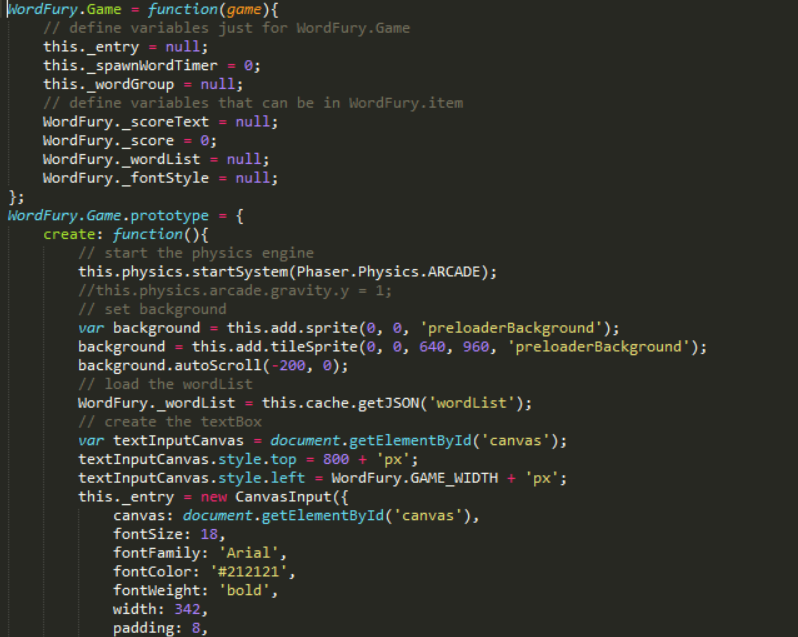 WordFury.Game = function(game){
    // define variables just for WordFury.Game
    this._entry = null;
    this._spawnWordTimer = 0;
    this._wordGroup = null;
    // define variables that can be in WordFury.item
    WordFury._scoreText = null;
    WordFury._score = 0;
    WordFury._wordList = null;
    WordFury._fontStyle = null;
};
WordFury.Game.prototype = {
    create: function(){
        // start the physics engine
        this.physics.startSystem(Phaser.Physics.ARCADE);
        //this.physics.arcade.gravity.y = 1;
        // set background
        var background = this.add.sprite(0, 0, 'preloaderBackground');
        background = this.add.tileSprite(0, 0, 640, 960, 'preloaderBackground');
        background.autoScroll(-200, 0);
        // load the wordList
        WordFury._wordList = this.cache.getJSON('wordList');
        // create the textBox
        var textInputCanvas = document.getElementById('canvas');
        textInputCanvas.style.top = 800 + 'px';
        textInputCanvas.style.left = WordFury.GAME_WIDTH + 'px';
        this._entry = new CanvasInput({
            canvas: document.getElementById('canvas'),
            fontSize: 18,
            fontFamily: 'Arial',
            fontColor: '#212121',
            fontWeight: 'bold',
            width: 342,
            padding: 8,